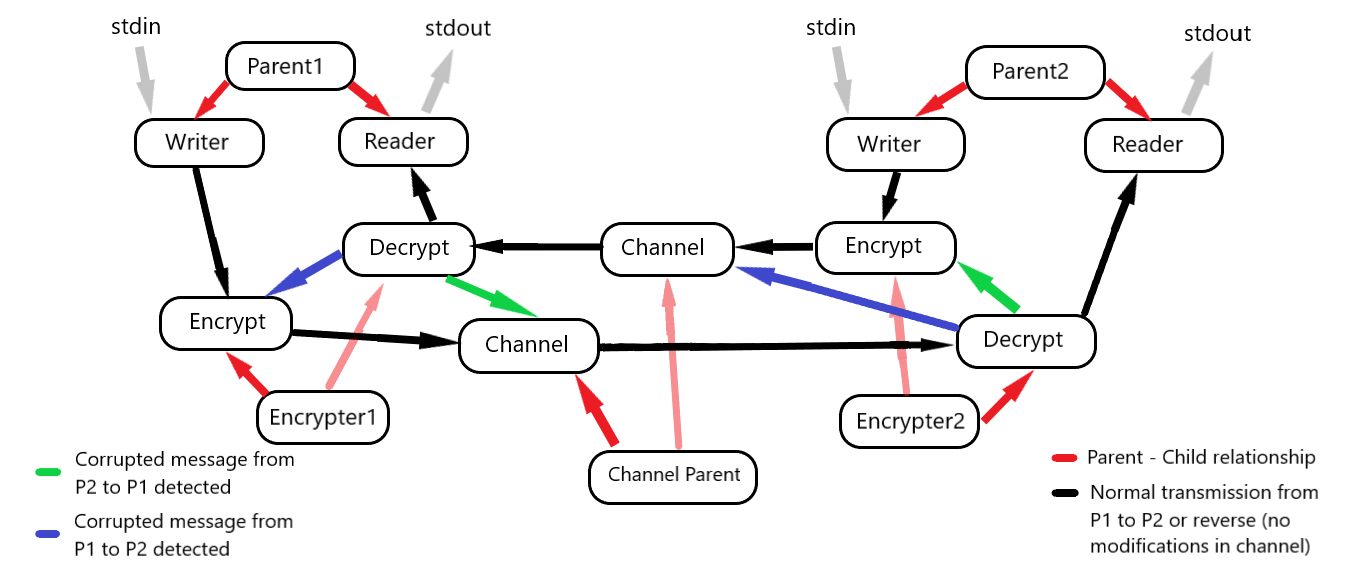 stdin
stdout
stdin
stdout
Parent1
Parent2
Writer
Reader
Writer
Reader
Decrypt
Channel
Encrypt
Encrypt
Channel
Decrypt
Encrypter1
Encrypter2
Channel Parent
Corrupted message from
P2 to P1 detected
Corrupted message from
P1 to P2 detected
Parent - Child relationship
Normal transmission from
P1 to P2 or reverse (no
modifications in channel)